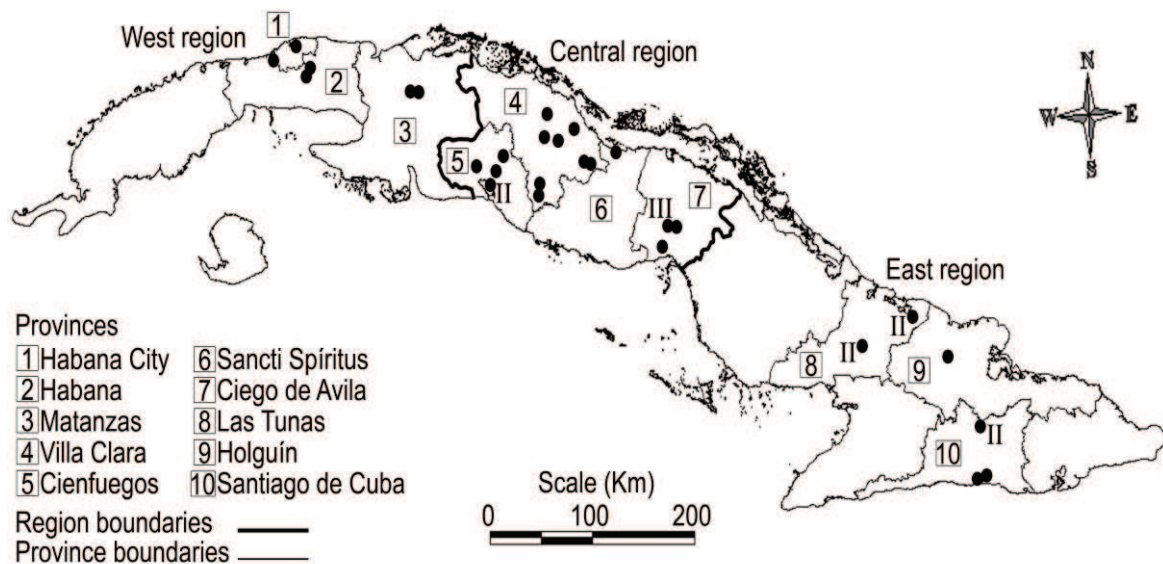 1
West region
Central region
2
3
4
5
II
6
7
III
N
W E
S
East region
II
II
8
9
II
10
Provinces
1 Habana City
2 Habana
3 Matanzas
4 Villa Clara
5 Cienfuegos
6 Sancti Spíritus
7 Ciego de Avila
8 Las Tunas
9 Holguín
10 Santiago de Cuba
Region boundaries
Province boundaries
Scale (Km)
0 100 200